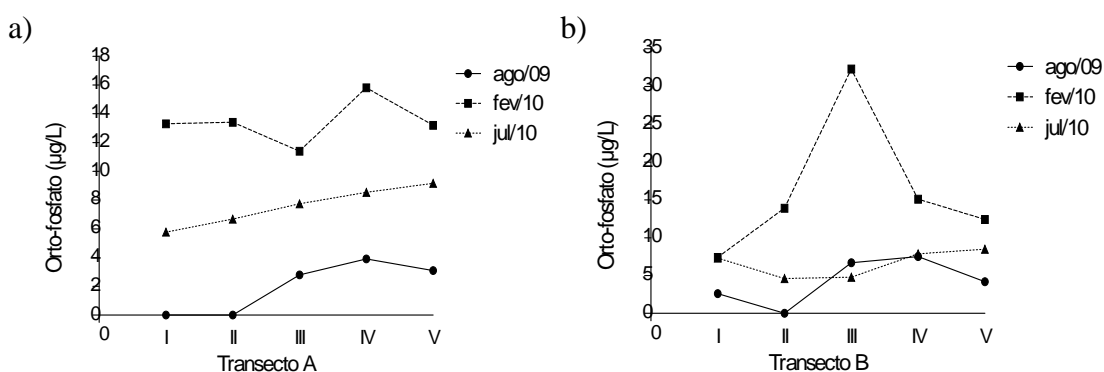 a)
18
16
14
12
10
8
6
4
2
0
Orto-fosfato (µg/L)
0 I II III IV V
Transecto A
ago/09
fev/10
jul/10
b)
35
30
25
20
15
10
5
0
Orto-fosfato (µg/L)
0 I II III IV V
Transecto B
ago/09
fev/10
jul/10